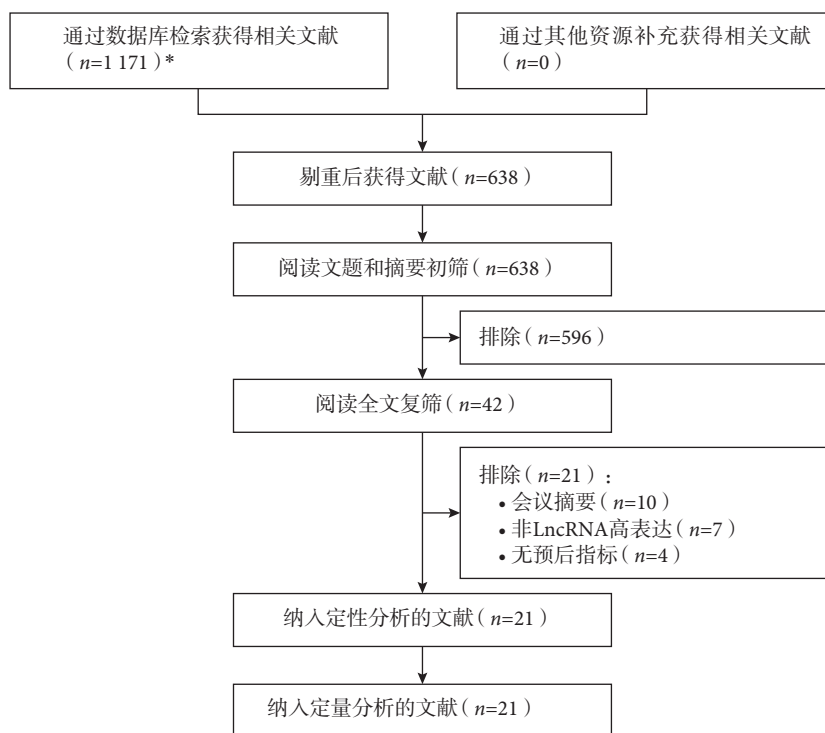 通过数据库检索获得相关文献
（n=1 171）*
通过其他资源补充获得相关文献
（n=0）
剔重后获得文献（n=638）
阅读文题和摘要初筛（n=638）
排除（n=596）
阅读全文复筛（n=42）
排除（n=21）：
• 会议摘要（n=10）
• 非LncRNA高表达（n=7）
• 无预后指标（n=4）
纳入定性分析的文献（n=21）
纳入定量分析的文献（n=21）